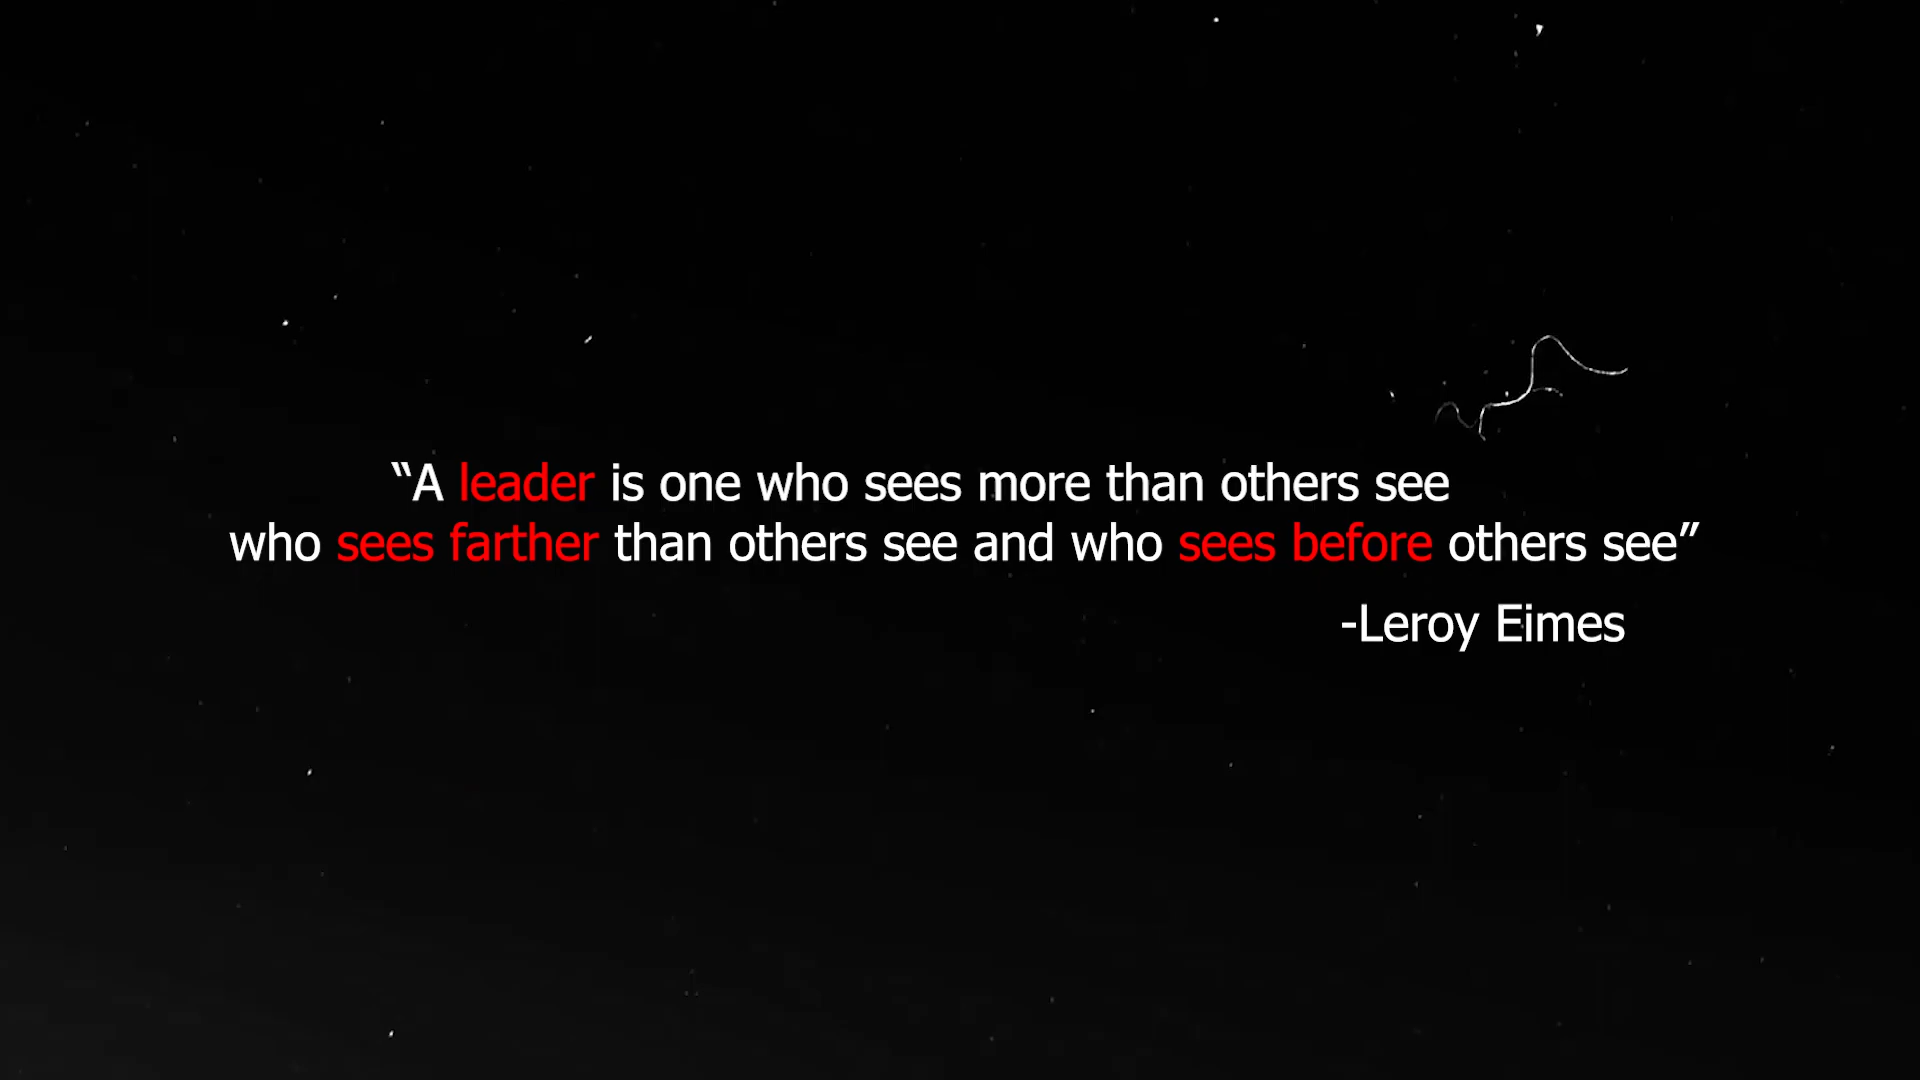 “A leader is one who sees more than others see
who sees farther than others see and who sees before others see”
-Leroy Eimes